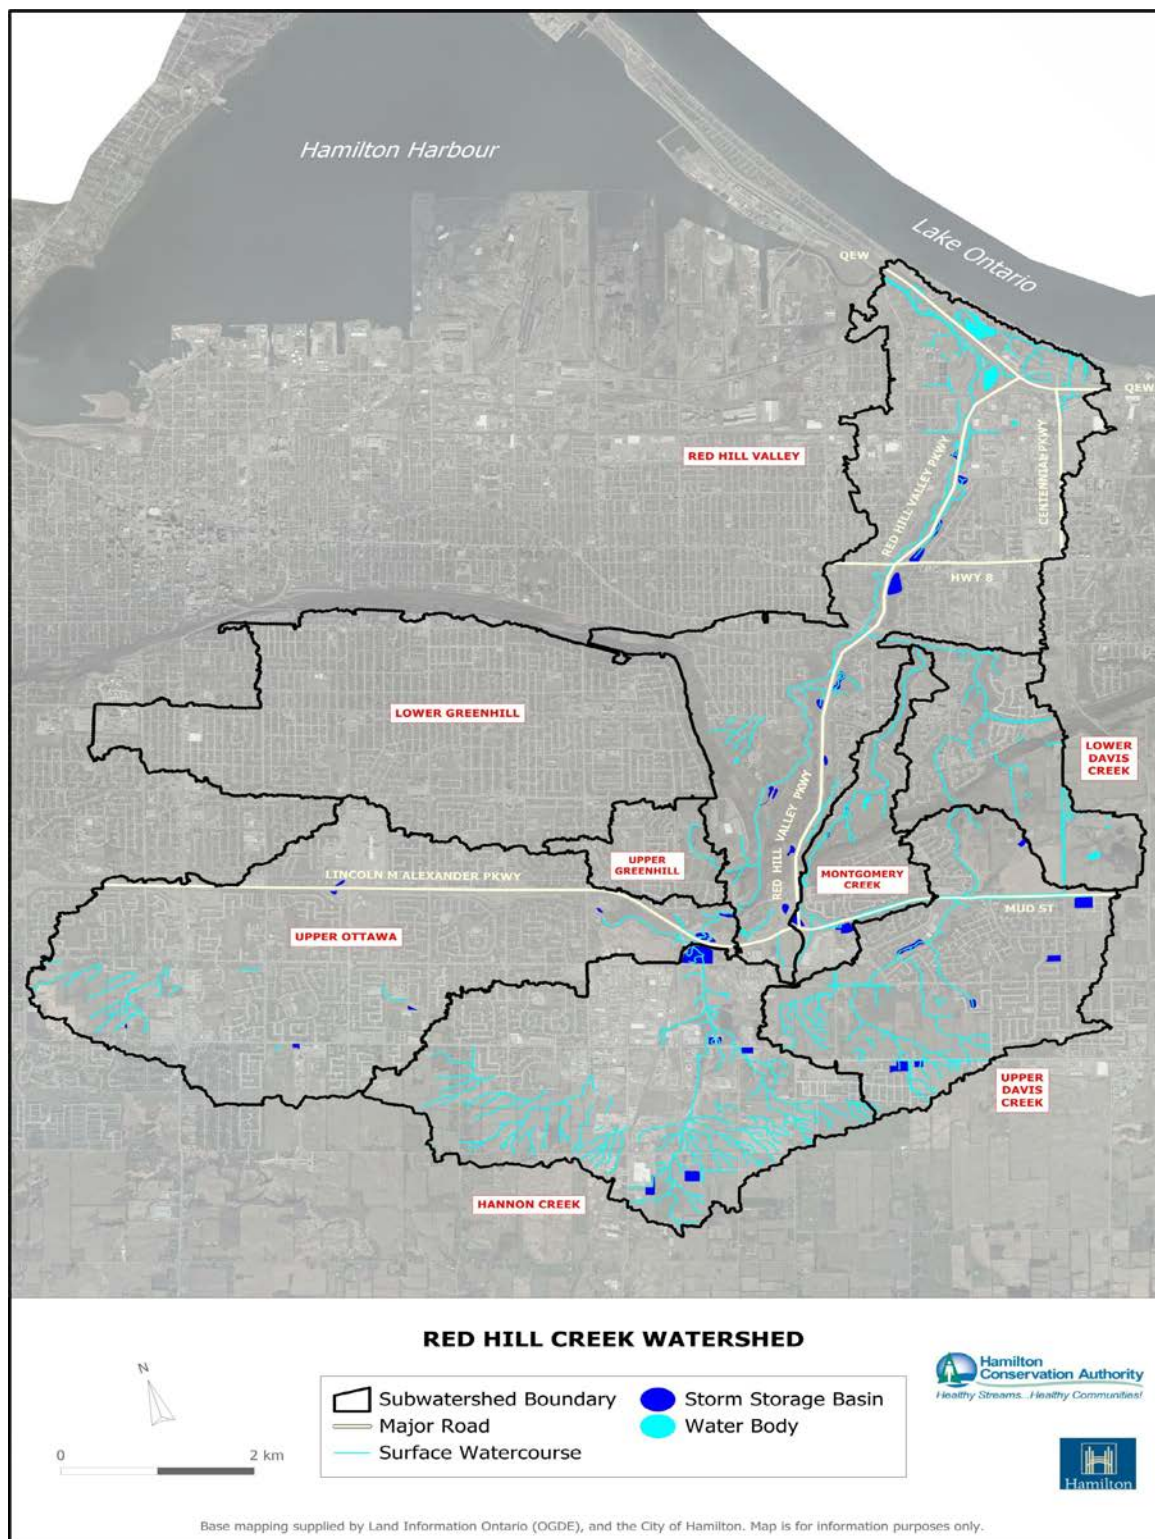 Hamilton Harbour
Lake Ontario
QEW
QEW
RED HILL VALLEY
RED HILL VALLEY PKWY
CENTENNIAL PKWY
HWY 8
LOWER GREENHILL
LOWER
DAVIS
CREEK
RED HILL VALLEY PKWY
UPPER
GREENHILL
MONTGOMERY
CREEK
LINCOLN M ALEXANDER PKWY
MUD ST
UPPER OTTAWA
UPPER
DAVIS
CREEK
HANNON CREEK
RED HILL CREEK WATERSHED
N
0 2 km
Subwatershed Boundary
Major Road
Surface Watercourse
Storm Storage Basin
Water Body
Hamilton
Conservation Authority
Healthy Streams...Healthy Communities!
Hamilton
Base mapping supplied by Land Information Ontario (OGDE), and the City of Hamilton. Map is for information purposes only.